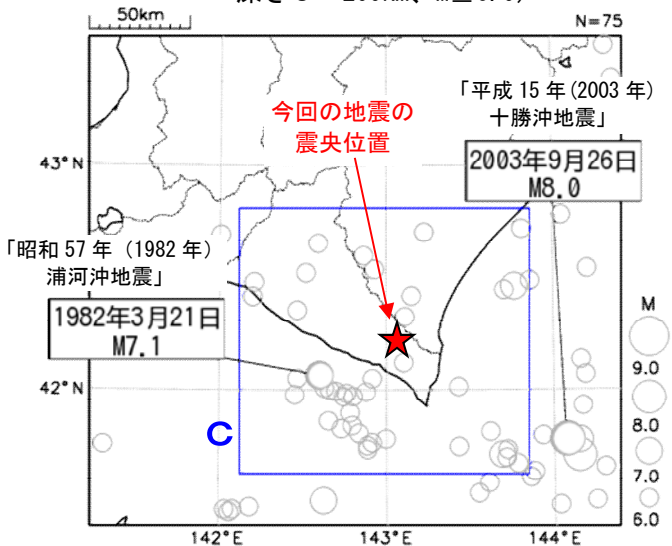 50km
N=75
「平成 15 年(2003 年)
十勝沖地震」
今回の地震の
震央位置
2003年9月26日
M8.0
43°N
「昭和 57 年（1982 年）
浦河沖地震」
1982年3月21日
M7.1
M
9.0
42°N
C
8.0
7.0
6.0
142°E
143°E
144°E